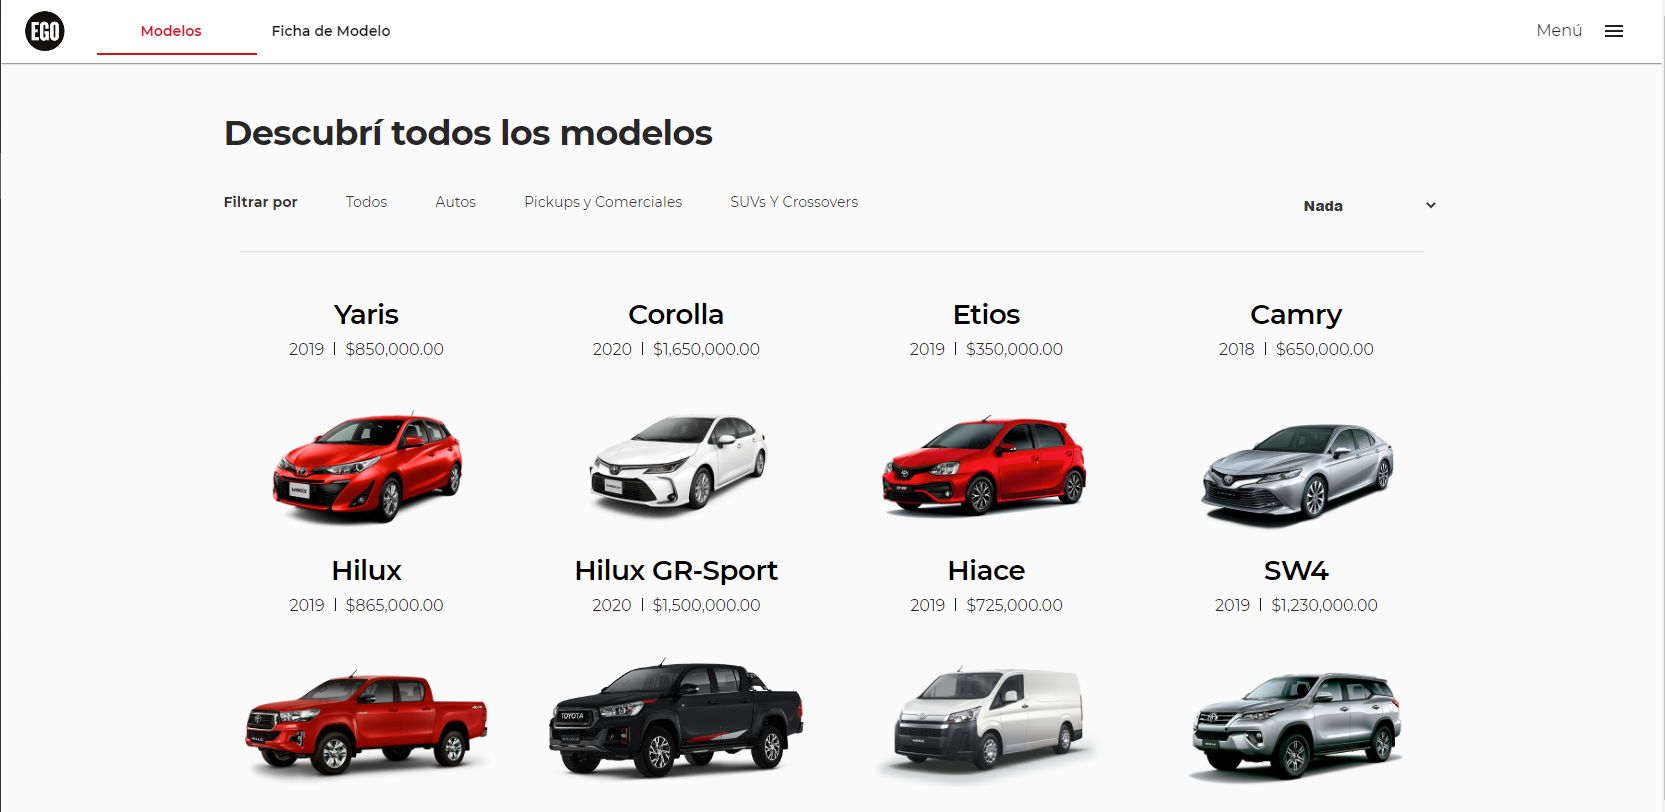 EGO
Modelos
Ficha de Modelo
Menú
Descubrí todos los modelos
Filtrar por
Todos
Autos
Pickups y Comerciales
SUVs Y Crossovers
Nada
Yaris
2019 | $850,000.00
Corolla
2020 | $1,650,000.00
Etios
2019 | $350,000.00
Camry
2018 | $650,000.00
Hilux
2019 | $865,000.00
Hilux GR-Sport
2020 | $1,500,000.00
Hiace
2019 | $725,000.00
SW4
2019 | $1,230,000.00
TOYOTA